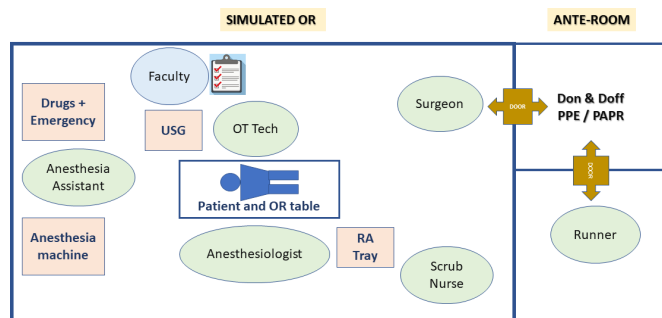 SIMULATED OR
ANTE-ROOM
Faculty
Drugs +
Emergency
USG
OT Tech
Surgeon
DOOR
Don & Doff
PPE / PAPR
DOOR
Anesthesia
Assistant
Patient and OR table
Anesthesia
machine
Anesthesiologist
RA
Tray
Scrub
Nurse
Runner